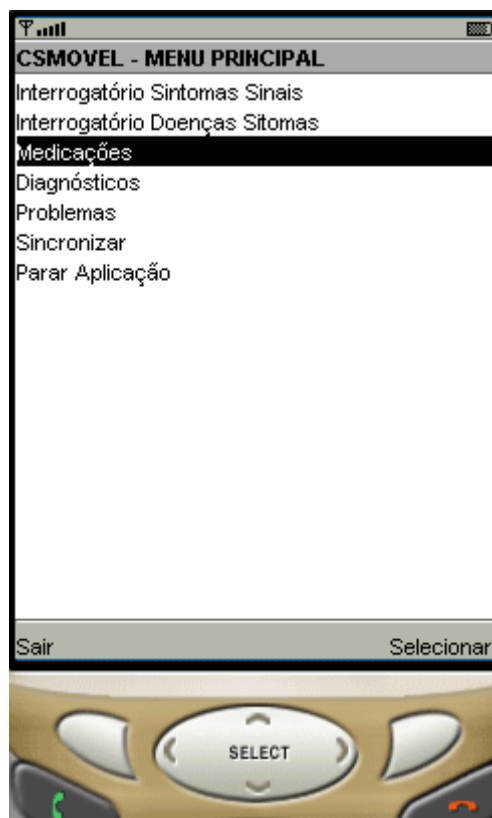 CSMOVEL - MENU PRINCIPAL
Interrogatório Sintomas Sinais
Interrogatório Doenças Sitomas
Medicações
Diagnósticos
Problemas
Sincronizar
Parar Aplicação
Sair Selecionar
SELECT